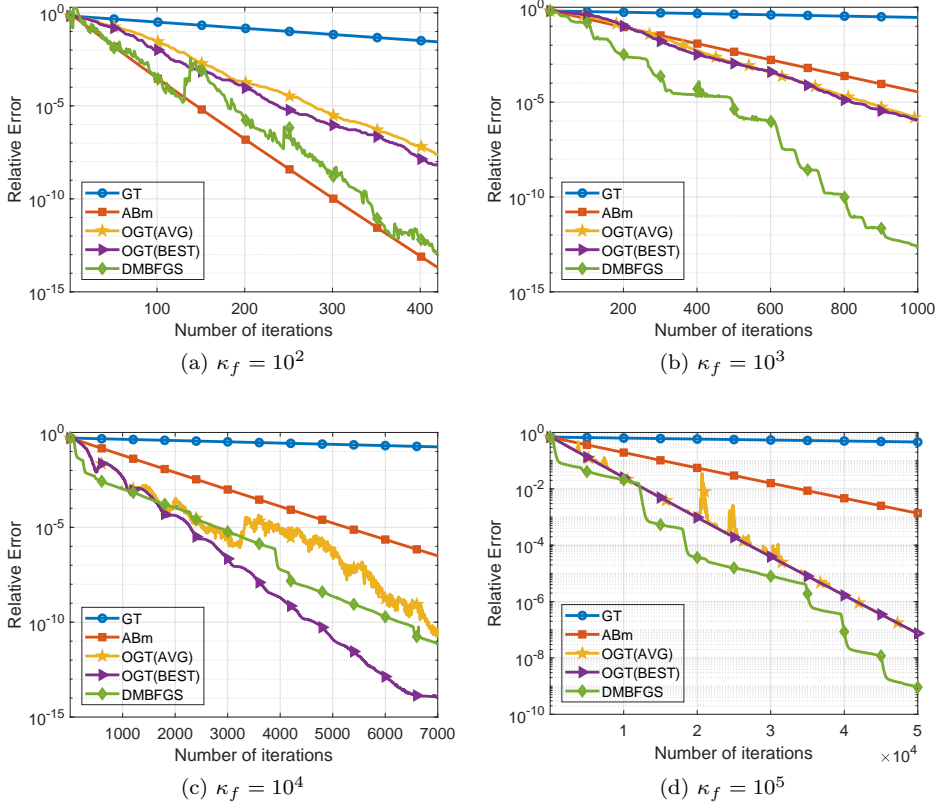 10^0
10^-5
10^-10
10^-15
Relative Error
GT
ABm
OGT(AVG)
OGT(BEST)
DMBFGS
100 200 300 400
Number of iterations
(a) κ_f = 10^2
10^0
10^-5
10^-10
10^-15
Relative Error
GT
ABm
OGT(AVG)
OGT(BEST)
DMBFGS
200 400 600 800 1000
Number of iterations
(b) κ_f = 10^3
10^0
10^-5
10^-10
10^-15
Relative Error
GT
ABm
OGT(AVG)
OGT(BEST)
DMBFGS
1000 2000 3000 4000 5000 6000 7000
Number of iterations
(c) κ_f = 10^4
10^0
10^-2
10^-4
10^-6
10^-8
10^-10
Relative Error
GT
ABm
OGT(AVG)
OGT(BEST)
DMBFGS
1 2 3 4 5
Number of iterations
×10^4
(d) κ_f = 10^5